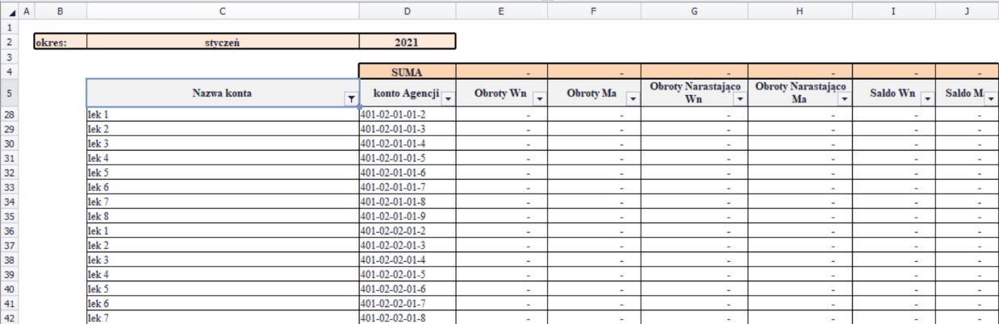 A B C D E F G H I J
1
2 okres: styczeń 2021
3
4 SUMA - - - - - -
5 Nazwa konta konto Agencji Obroty Wn Obroty Ma Obroty Narastająco Wn Obroty Narastająco Ma Saldo Wn Saldo M
28 lek 1 401-02-01-01-2 - - - - - -
29 lek 2 401-02-01-01-3 - - - - - -
30 lek 3 401-02-01-01-4 - - - - - -
31 lek 4 401-02-01-01-5 - - - - - -
32 lek 5 401-02-01-01-6 - - - - - -
33 lek 6 401-02-01-01-7 - - - - - -
34 lek 7 401-02-01-01-8 - - - - - -
35 lek 8 401-02-01-01-9 - - - - - -
36 lek 1 401-02-02-01-2 - - - - - -
37 lek 2 401-02-02-01-3 - - - - - -
38 lek 3 401-02-02-01-4 - - - - - -
39 lek 4 401-02-02-01-5 - - - - - -
40 lek 5 401-02-02-01-6 - - - - - -
41 lek 6 401-02-02-01-7 - - - - - -
42 lek 7 401-02-02-01-8 - - - - - -